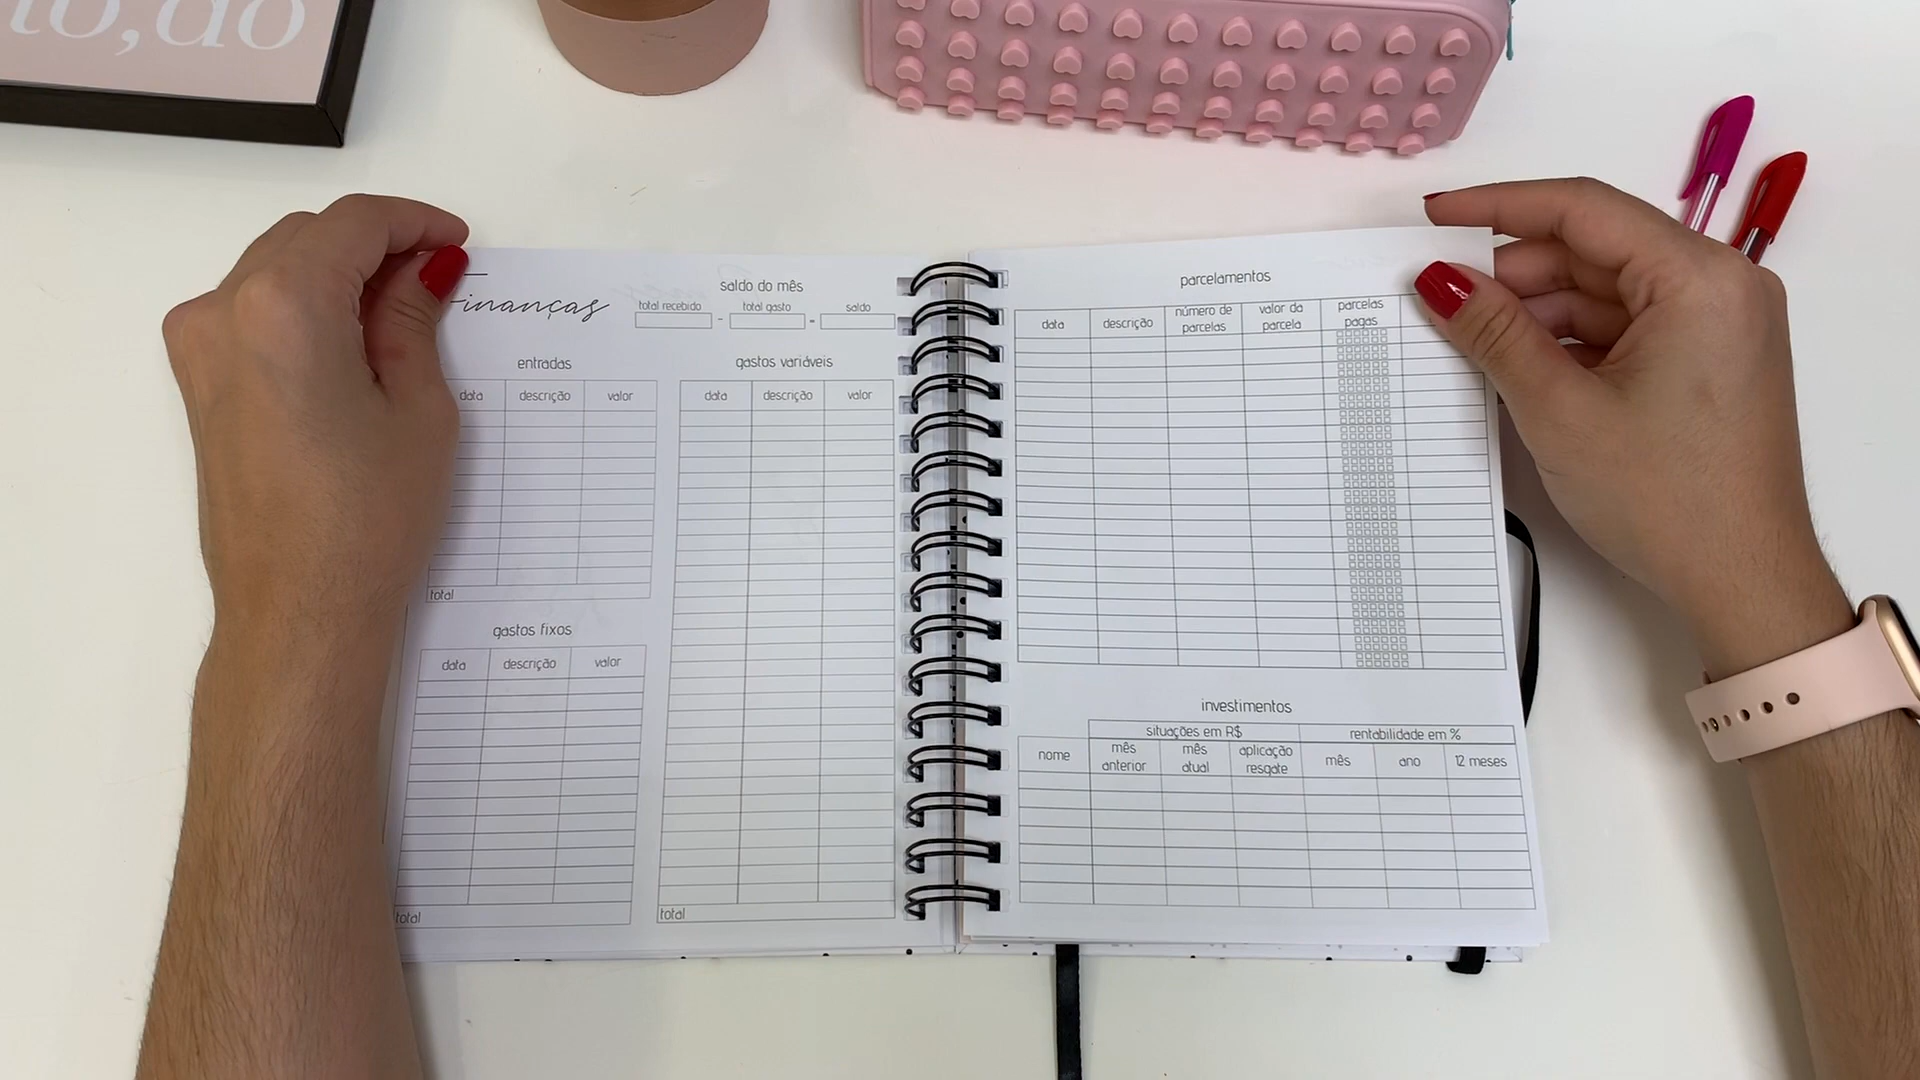 to,do
Finanças
saldo do mês
total recebido - total gasto = saldo
entradas
data descrição valor
total
gastos fixos
data descrição valor
total
gastos variáveis
data descrição valor
total
parcelamentos
data descrição número de parcelas valor da parcela parcelas pagas
investimentos
situações em R$ rentabilidade em %
nome mês anterior mês atual aplicação resgate mês ano 12 meses